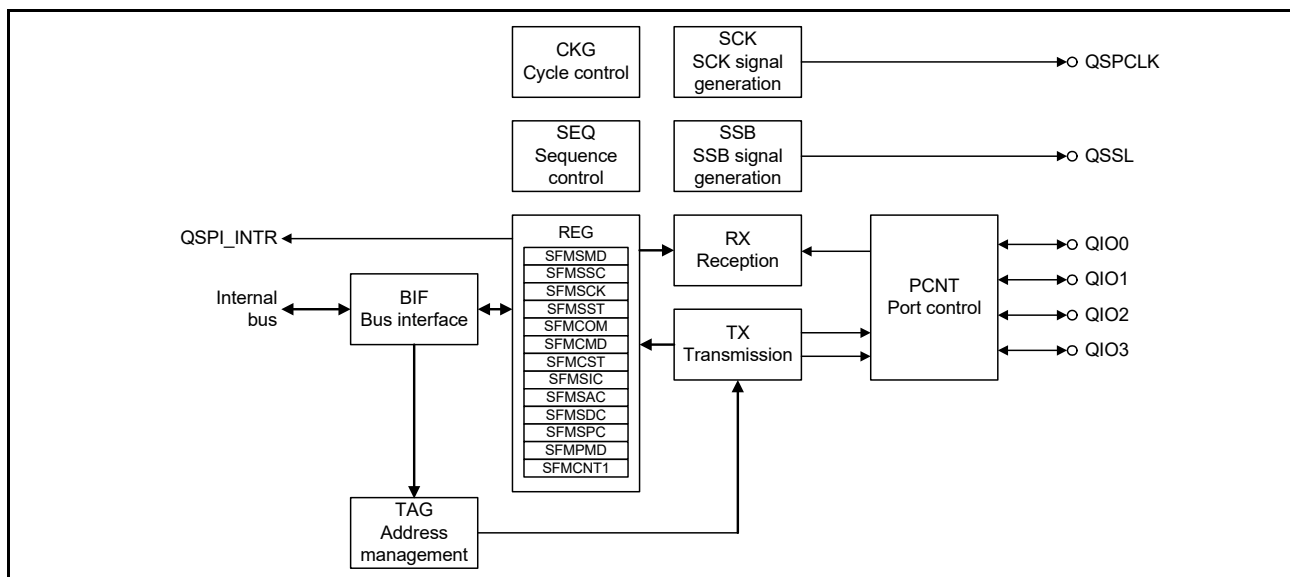 CKG
Cycle control
SCK
SCK signal
generation
QSPCLK
SEQ
Sequence
control
SSB
SSB signal
generation
QSSL
QSPI_INTR
Internal
bus
BIF
Bus interface
REG
SFMSMD
SFMSSC
SFMSCK
SFMSST
SFMCOM
SFMCMD
SFMCST
SFMSIC
SFMSAC
SFMSDC
SFMSPC
SFMPMD
SFMCNT1
RX
Reception
TX
Transmission
PCNT
Port control
QIO0
QIO1
QIO2
QIO3
TAG
Address
management